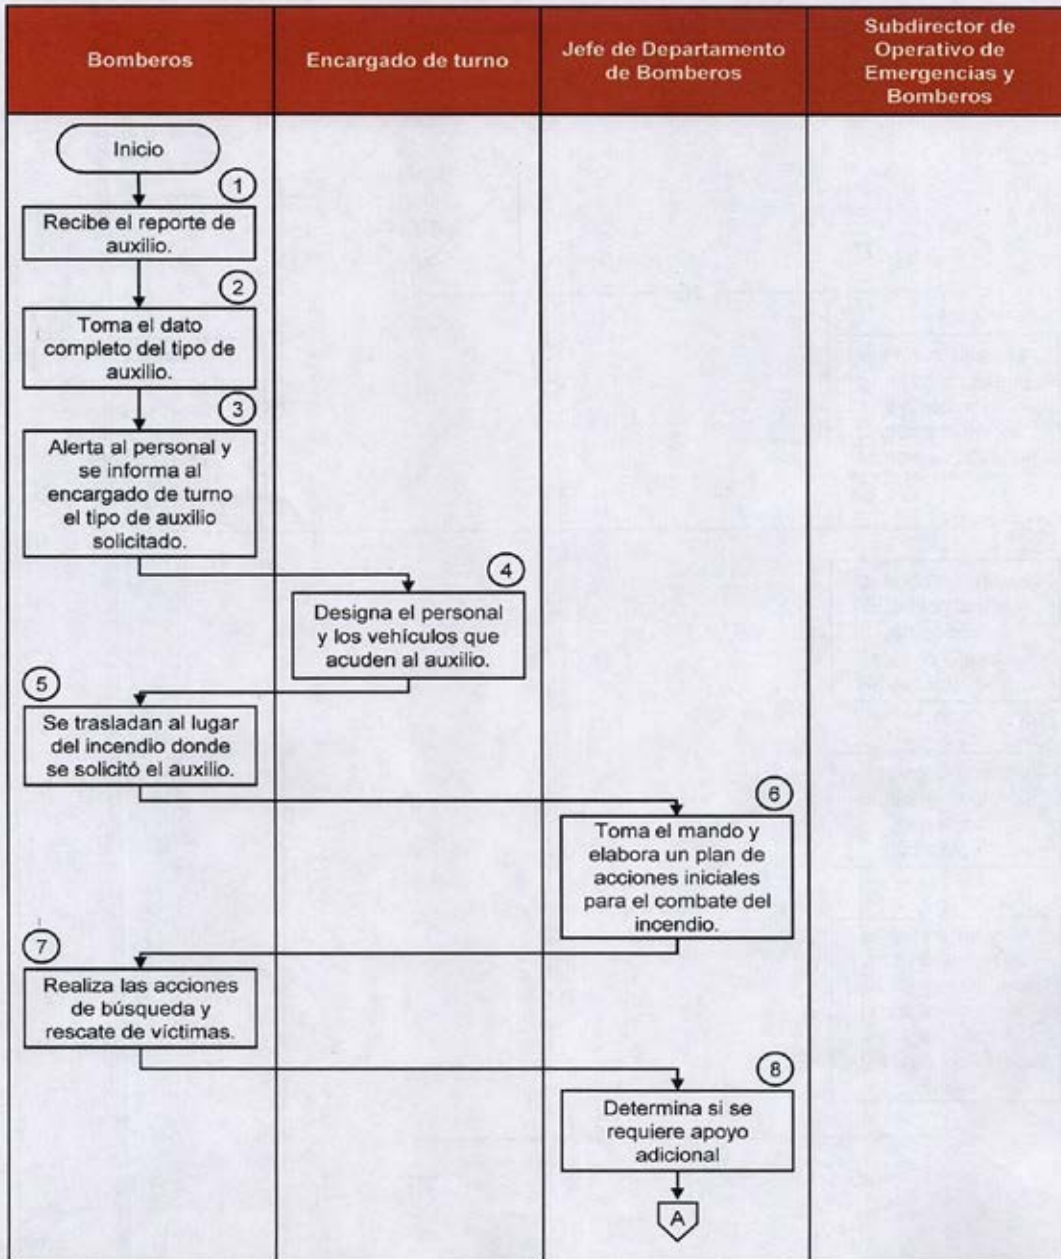 Bomberos
Encargado de turno
Jefe de Departamento
de Bomberos
Subdirector de
Operativo de
Emergencias y
Bomberos
Inicio
1
Recibe el reporte de
auxilio.
2
Toma el dato
completo del tipo de
auxilio.
3
Alerta al personal y
se informa al
encargado de turno
el tipo de auxilio
solicitado.
4
Designa el personal
y los vehículos que
acuden al auxilio.
5
Se trasladan al lugar
del incendio donde
se solicitó el auxilio.
6
Toma el mando y
elabora un plan de
acciones iniciales
para el combate del
incendio.
7
Realiza las acciones
de búsqueda y
rescate de víctimas.
8
Determina si se
requiere apoyo
adicional
A